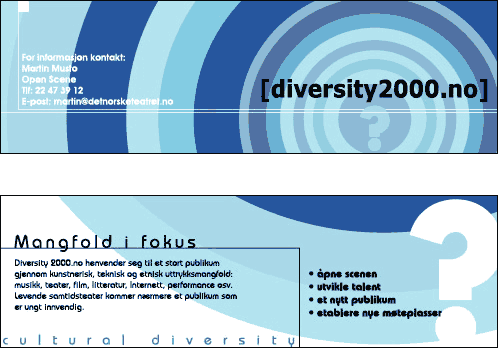 For informasjon kontakt:
Martin Musto
Open Scene
Tlf: 22 47 39 12
E-post: martin@detnorsketeatret.no
[diversity2000.no]
?
Mangfold i fokus
Diversity 2000.no henvender seg til et stort publikum
gjennom kunstnerisk, teknisk og etnisk uttrykksmangfold:
musikk, teater, film, litteratur, internett, performance osv.
Levende samtidsteater kommer nærmere et publikum som
er ungt innvendig.
• åpne scenen
• utvikle talent
• et nytt publikum
• etablere nye møteplasser
?
cultural diversity